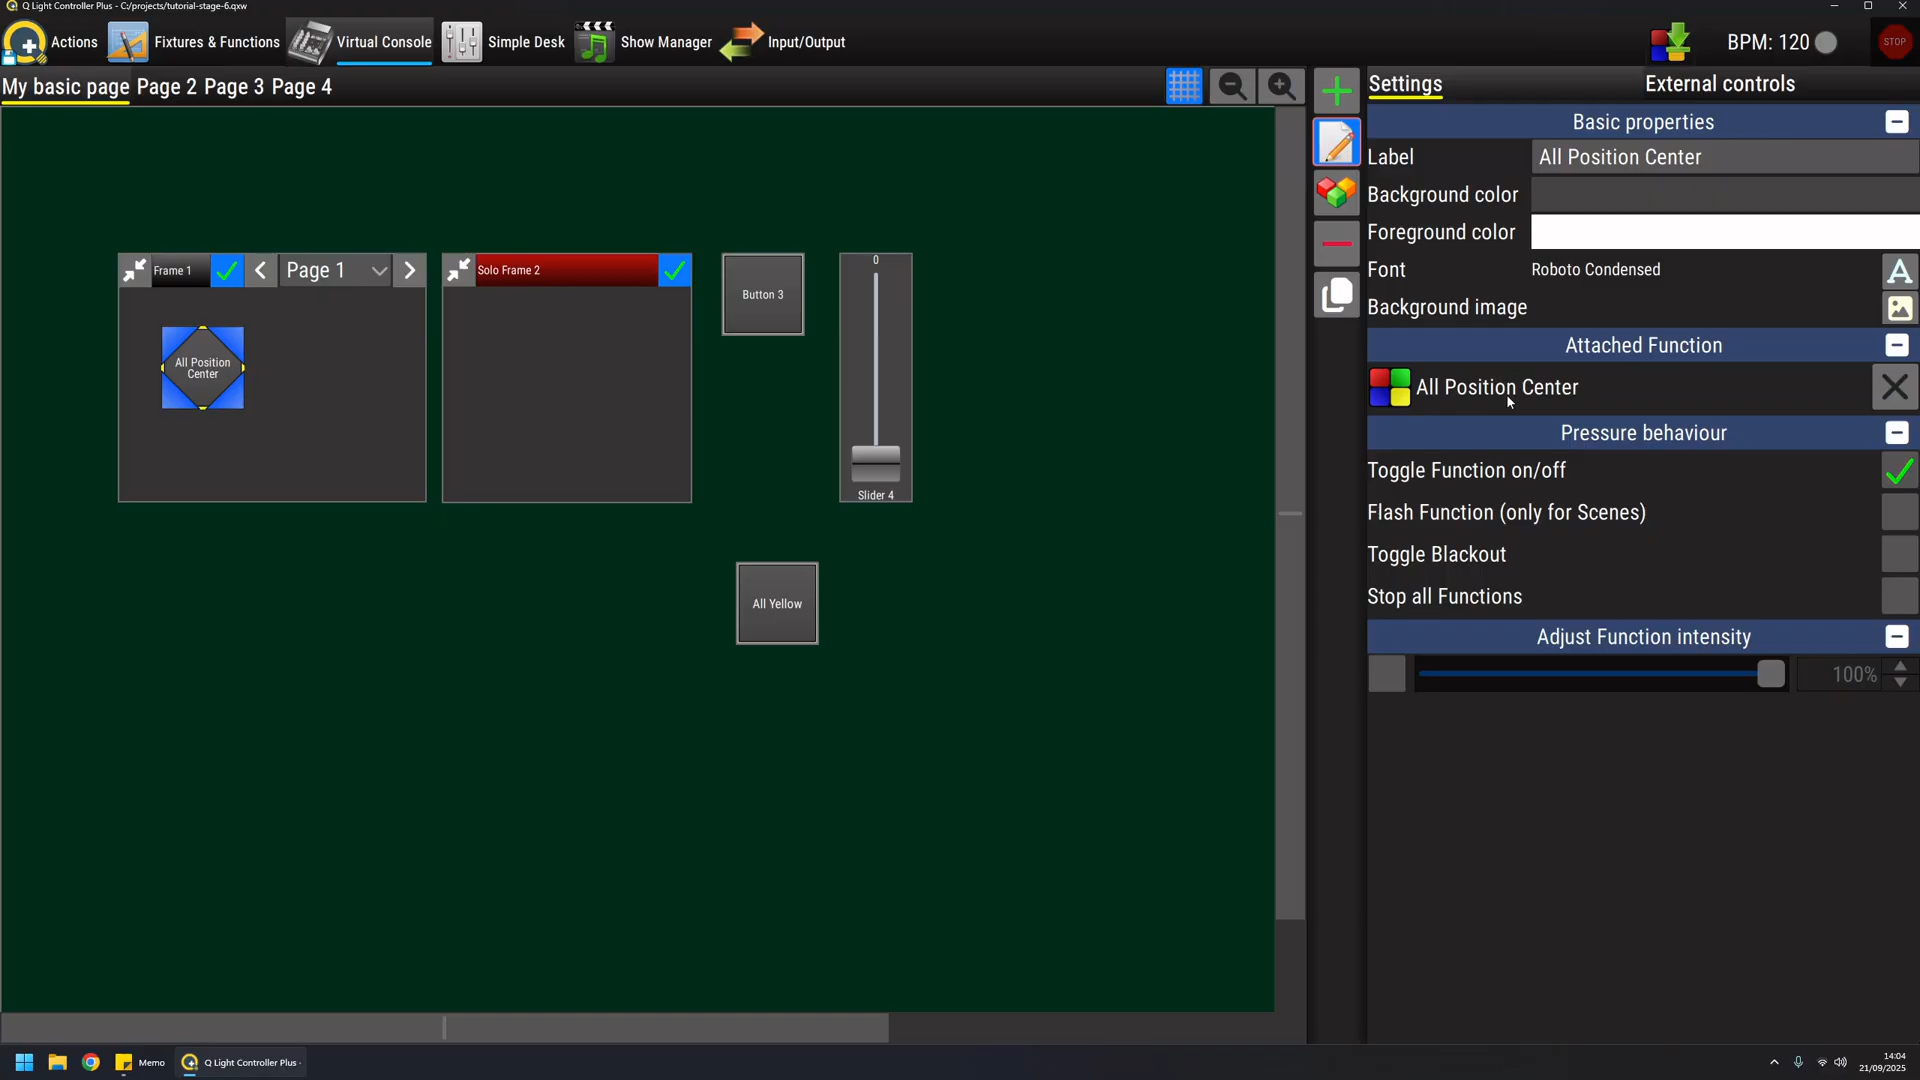 Q Light Controller Plus - C:/projects/tutorial-stage-6.qxw
Actions Fixtures & Functions Virtual Console Simple Desk Show Manager Input/Output BPM: 120 STOP
My basic page Page 2 Page 3 Page 4
Settings External controls
Basic properties
Label All Position Center
Background color
Foreground color
Font Roboto Condensed A
Background image
Attached Function
All Position Center
Pressure behaviour
Toggle Function on/off
Flash Function (only for Scenes)
Toggle Blackout
Stop all Functions
Adjust Function intensity
100%
Frame 1 Page 1
All Position
Center
Solo Frame 2
Button 3
0
Slider 4
All Yellow
Memo Q Light Controller Plus -
14:04
21/09/2025